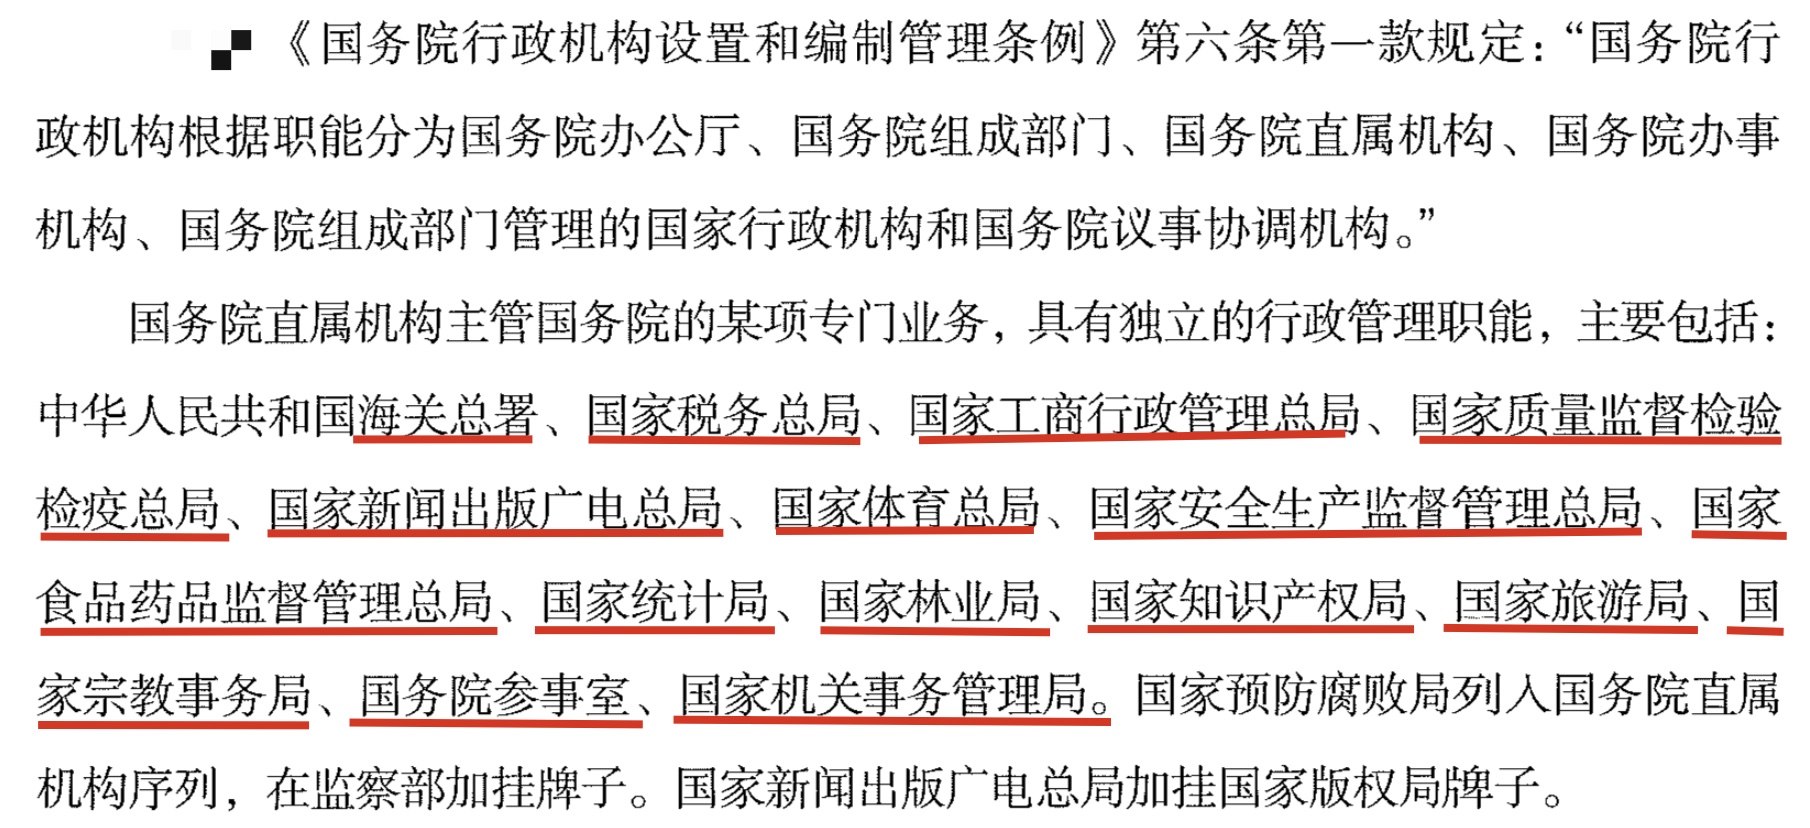 《国务院行政机构设置和编制管理条例》第六条第一款规定：“国务院行
政机构根据职能分为国务院办公厅、国务院组成部门、国务院直属机构、国务院办事
机构、国务院组成部门管理的国家行政机构和国务院议事协调机构。”
国务院直属机构主管国务院的某项专门业务，具有独立的行政管理职能，主要包括：
中华人民共和国海关总署、国家税务总局、国家工商行政管理总局、国家质量监督检验
检疫总局、国家新闻出版广电总局、国家体育总局、国家安全生产监督管理总局、国家
食品药品监督管理总局、国家统计局、国家林业局、国家知识产权局、国家旅游局、国
家宗教事务局、国务院参事室、国家机关事务管理局。国家预防腐败局列入国务院直属
机构序列，在监察部加挂牌子。国家新闻出版广电总局加挂国家版权局牌子。